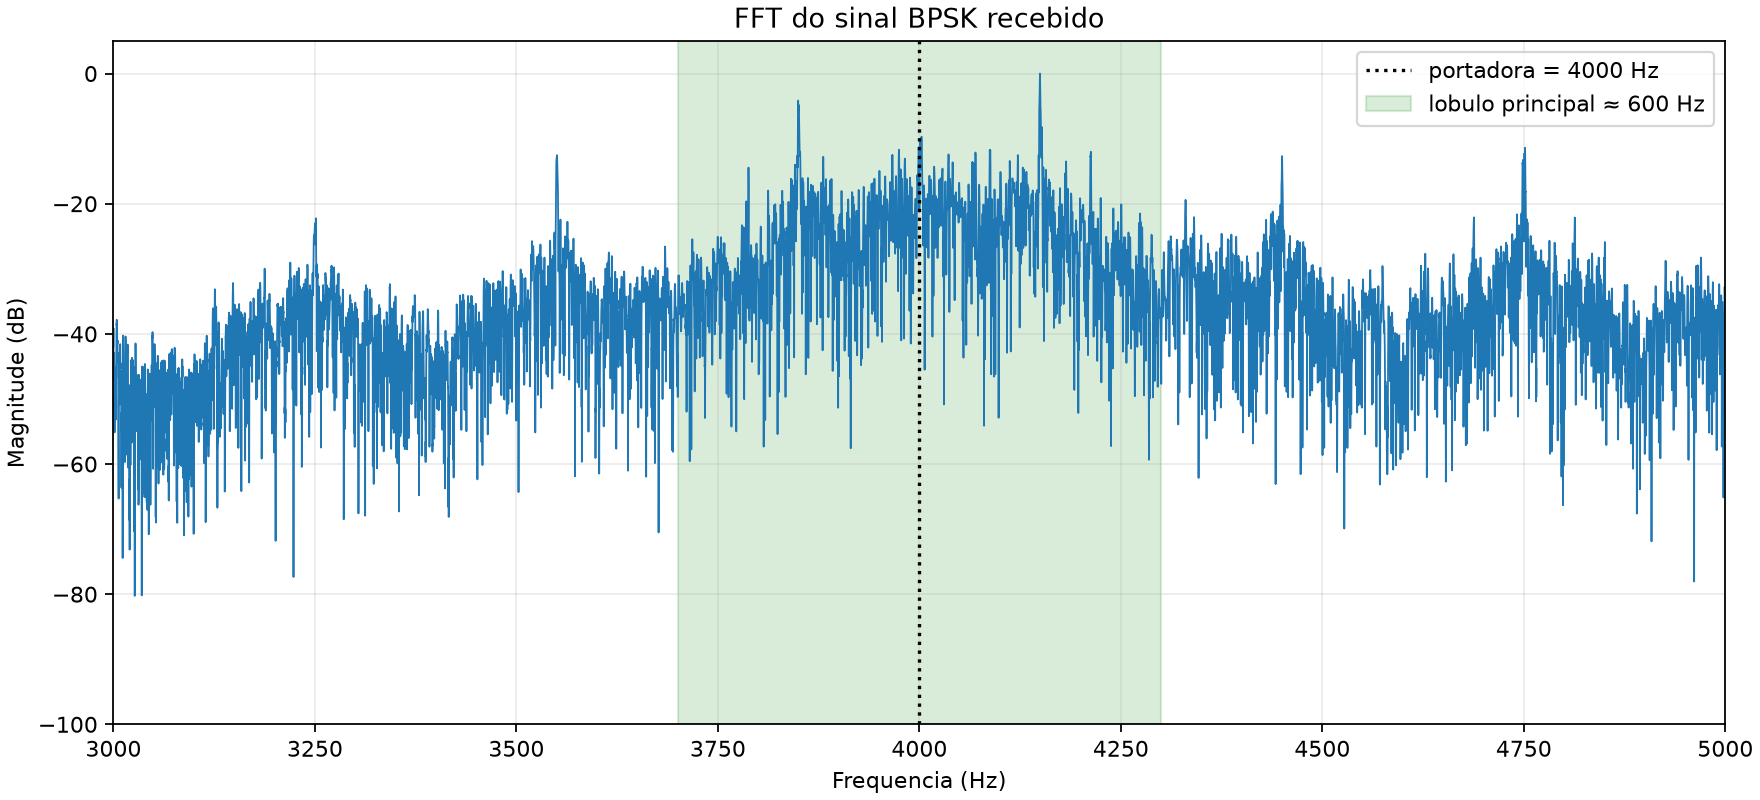 FFT do sinal BPSK recebido
portadora = 4000 Hz
lobulo principal ≈ 600 Hz
Magnitude (dB)
0
−20
−40
−60
−80
−100
3000 3250 3500 3750 4000 4250 4500 4750 5000
Frequencia (Hz)